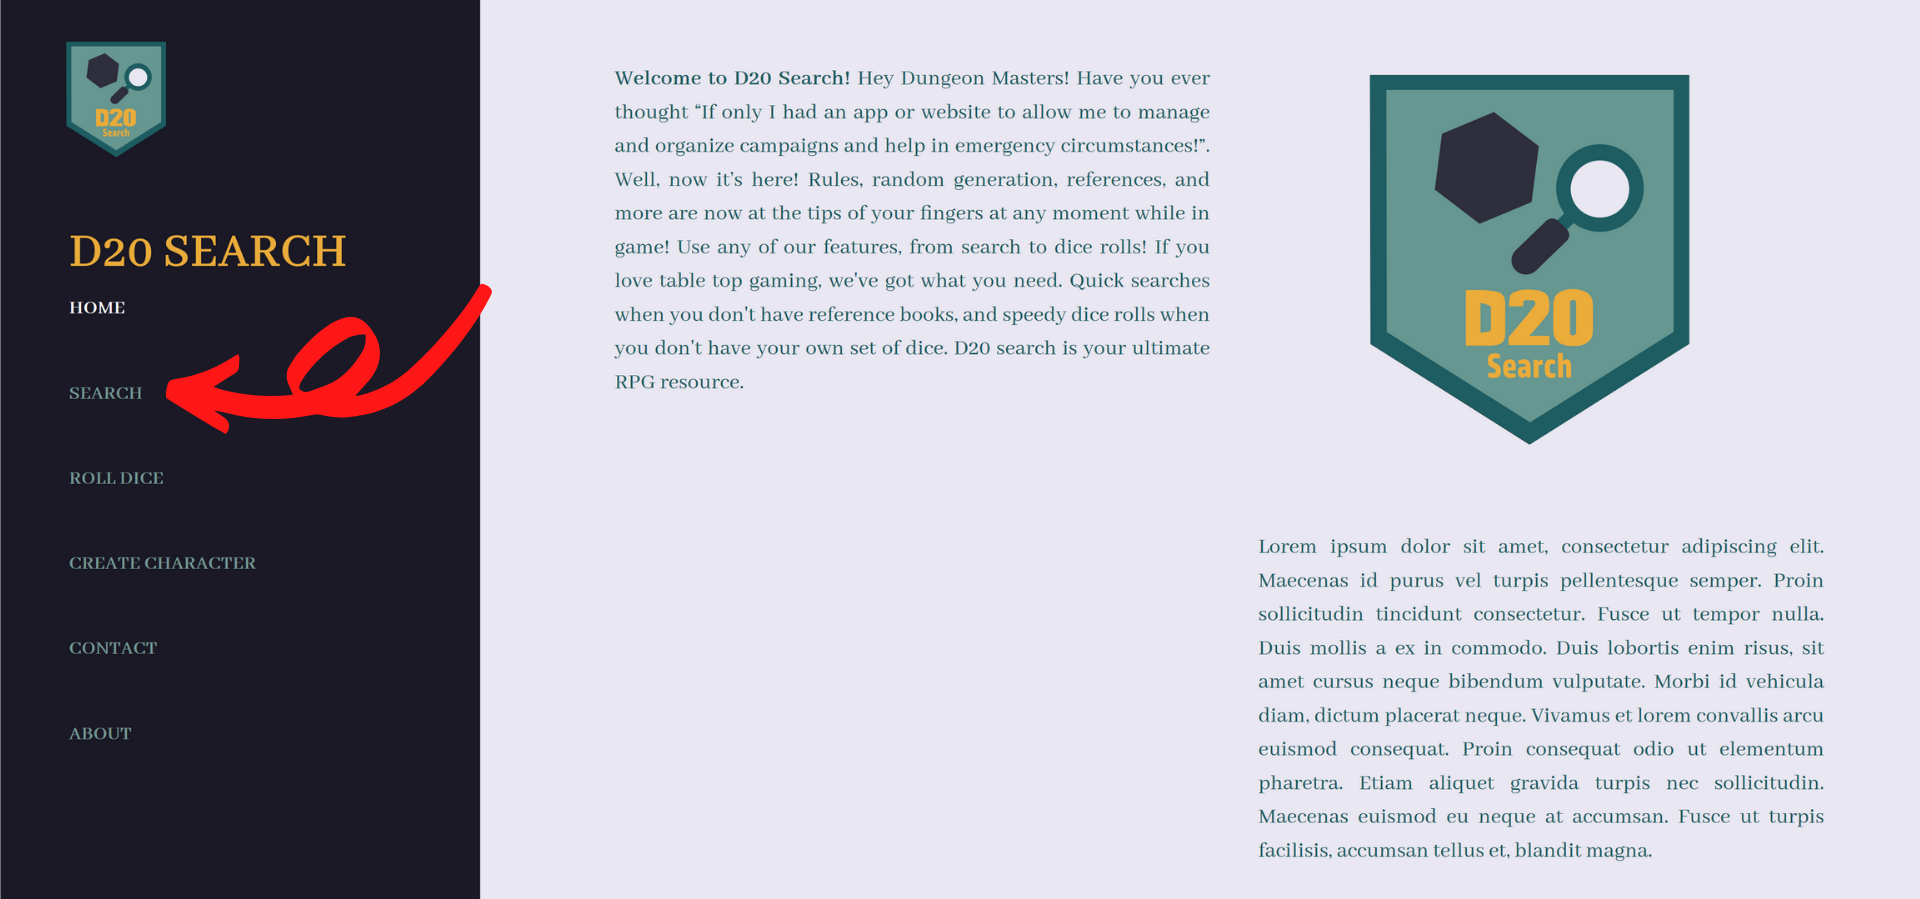 D20
Search
D20 SEARCH
HOME
SEARCH
ROLL DICE
CREATE CHARACTER
CONTACT
ABOUT
Welcome to D20 Search! Hey Dungeon Masters! Have you ever
thought “If only I had an app or website to allow me to manage
and organize campaigns and help in emergency circumstances!”.
Well, now it’s here! Rules, random generation, references, and
more are now at the tips of your fingers at any moment while in
game! Use any of our features, from search to dice rolls! If you
love table top gaming, we've got what you need. Quick searches
when you don't have reference books, and speedy dice rolls when
you don't have your own set of dice. D20 search is your ultimate
RPG resource.
D20
Search
Lorem ipsum dolor sit amet, consectetur adipiscing elit.
Maecenas id purus vel turpis pellentesque semper. Proin
sollicitudin tincidunt consectetur. Fusce ut tempor nulla.
Duis mollis a ex in commodo. Duis lobortis enim risus, sit
amet cursus neque bibendum vulputate. Morbi id vehicula
diam, dictum placerat neque. Vivamus et lorem convallis arcu
euismod consequat. Proin consequat odio ut elementum
pharetra. Etiam aliquet gravida turpis nec sollicitudin.
Maecenas euismod eu neque at accumsan. Fusce ut turpis
facilisis, accumsan tellus et, blandit magna.